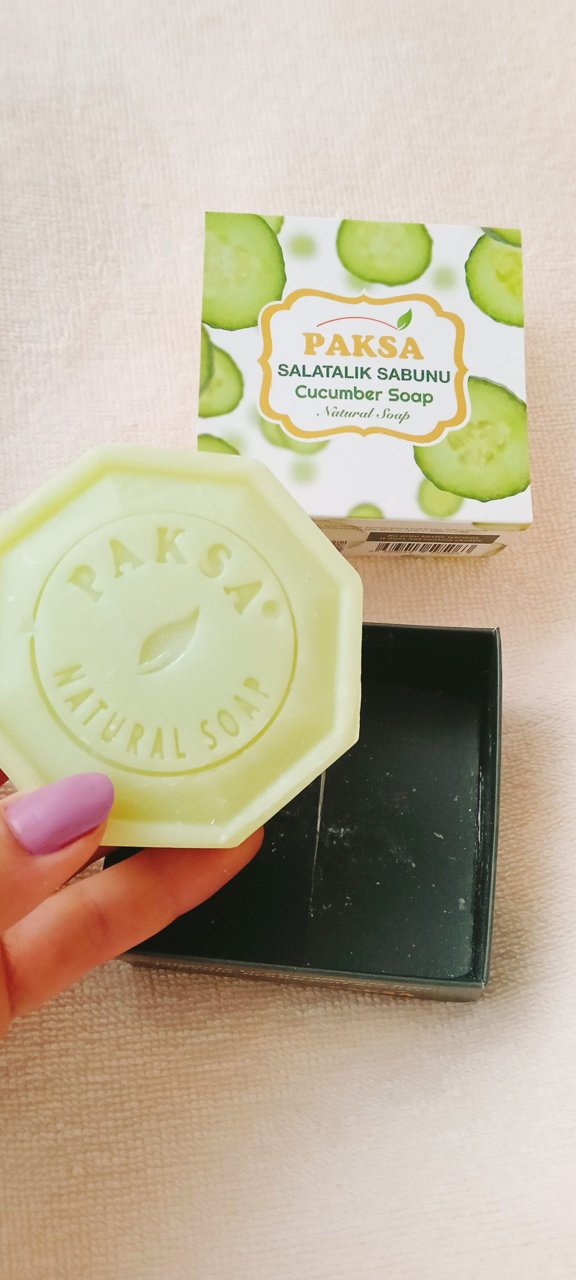 PAKSA
SALATALIK SABUNU
Cucumber Soap
Natural Soap
PAKSA
NATURAL SOAP